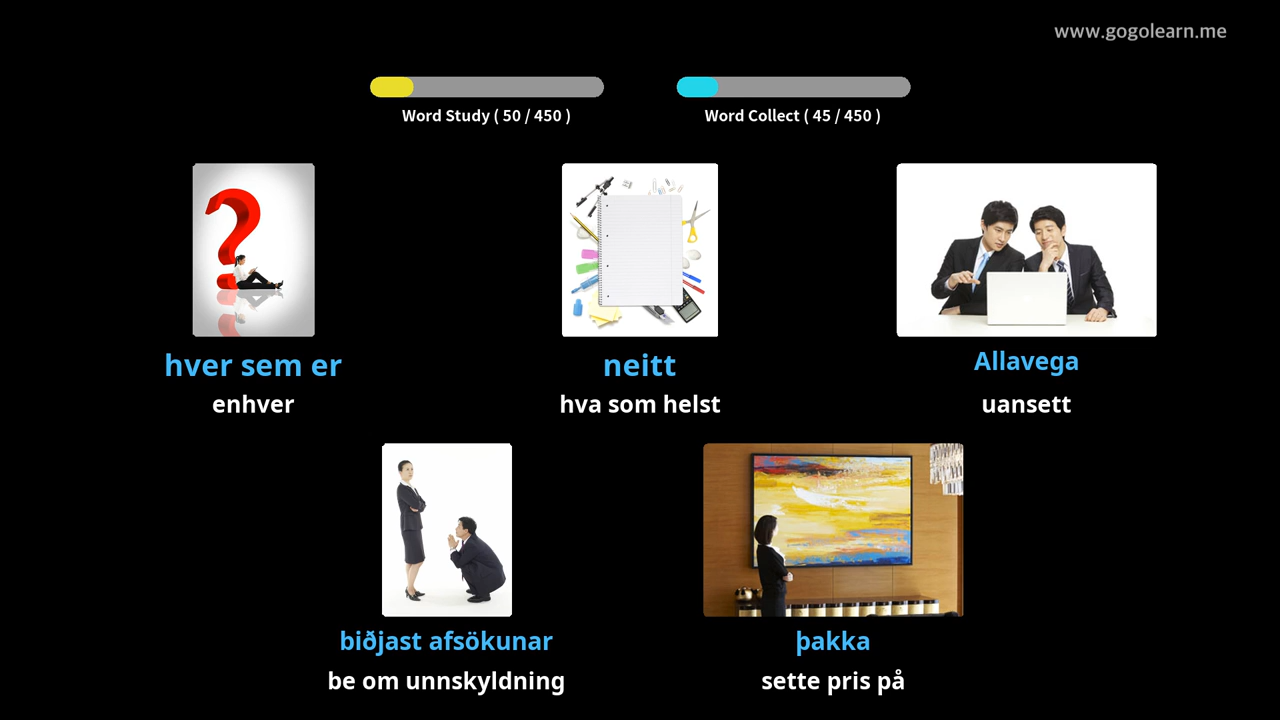 www.gogolearn.me
Word Study ( 50 / 450 )
Word Collect ( 45 / 450 )
hver sem er
enhver
neitt
hva som helst
Allavega
uansett
biðjast afsökunar
be om unnskyldning
þakka
sette pris på